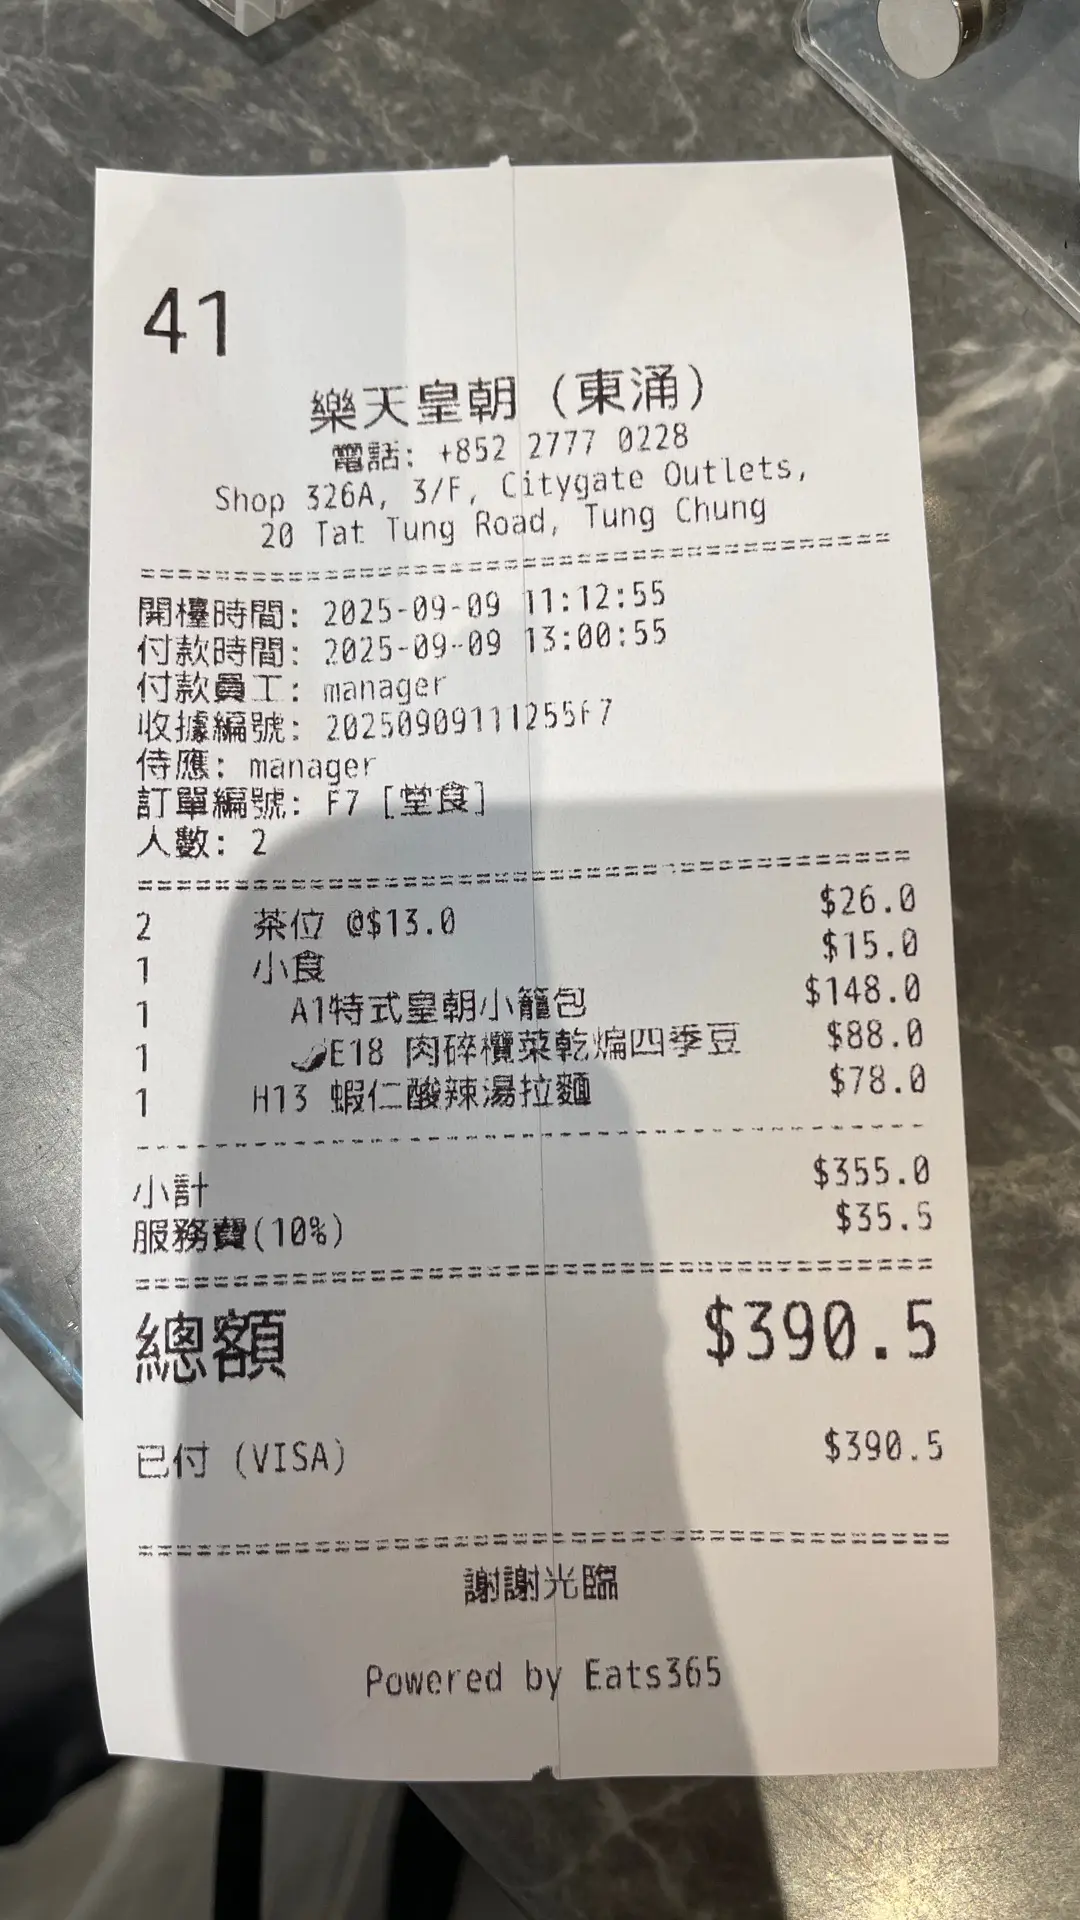 41
樂天皇朝 (東涌)
電話: +852 2777 0228
Shop 326A, 3/F, Citygate Outlets,
20 Tat Tung Road, Tung Chung
開檯時間: 2025-09-09 11:12:55
付款時間: 2025-09-09 13:00:55
付款員工: manager
收據編號: 20250909111255F7
侍應: manager
訂單編號: F7 [堂食]
人數: 2
2 茶位 @$13.0 $26.0
1 小食 $15.0
1 A1特式皇朝小籠包 $148.0
1 🌶E18 肉碎欖菜乾煸四季豆 $88.0
1 H13 蝦仁酸辣湯拉麵 $78.0
小計 $355.0
服務費(10%) $35.5
總額 $390.5
已付 (VISA) $390.5
謝謝光臨
Powered by Eats365